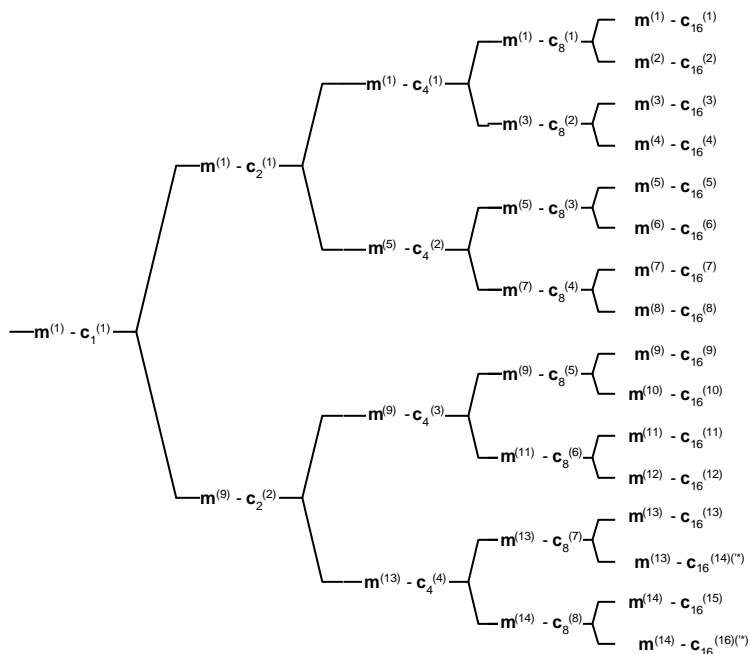 m(1) - c16(1)
m(1) - c8(1)
m(2) - c16(2)
m(1) - c4(1)
m(3) - c16(3)
m(3) - c8(2)
m(4) - c16(4)
m(1) - c2(1)
m(5) - c16(5)
m(5) - c8(3)
m(6) - c16(6)
m(5) - c4(2)
m(7) - c16(7)
m(7) - c8(4)
m(8) - c16(8)
m(1) - c1(1)
m(9) - c16(9)
m(9) - c8(5)
m(10) - c16(10)
m(9) - c4(3)
m(11) - c16(11)
m(11) - c8(6)
m(12) - c16(12)
m(9) - c2(2)
m(13) - c16(13)
m(13) - c8(7)
m(13) - c16(14)('*)
m(13) - c4(4)
m(14) - c16(15)
m(14) - c8(8)
m(14) - c16(16)('*)